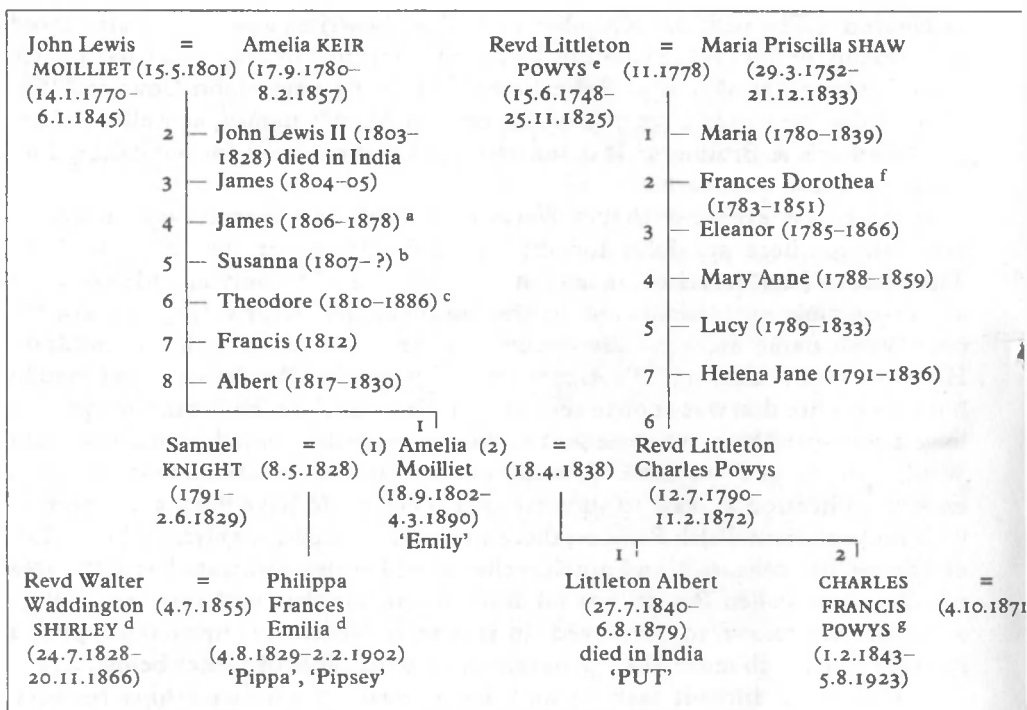 John Lewis = Amelia KEIR
MOILLIET (15.5.1801) (17.9.1780–
(14.1.1770– 8.2.1857)
6.1.1845)
2 — John Lewis II (1803–
1828) died in India
3 — James (1804–05)
4 — James (1806–1878) a
5 — Susanna (1807–?) b
6 — Theodore (1810–1886) c
7 — Francis (1812)
8 — Albert (1817–1830)
1
Revd Littleton = Maria Priscilla SHAW
POWYS e (11.1778) (29.3.1752–
(15.6.1748– 21.12.1833)
25.11.1825)
1 — Maria (1780–1839)
2 — Frances Dorothea f
(1783–1851)
3 — Eleanor (1785–1866)
4 — Mary Anne (1788–1859)
5 — Lucy (1789–1833)
7 — Helena Jane (1791–1836)
6
Samuel = (1) Amelia (2) = Revd Littleton
KNIGHT (8.5.1828) Moilliet (18.4.1838) Charles Powys
(1791– (18.9.1802– (12.7.1790–
2.6.1829) 4.3.1890) 11.2.1872)
'Emily'
1 2
Revd Walter = Philippa
Waddington (4.7.1855) Frances
SHIRLEY d Emilia d
(24.7.1828– (4.8.1829–2.2.1902)
20.11.1866) 'Pippa', 'Pipsey'
Littleton Albert
(27.7.1840–
6.8.1879)
died in India
'PUT'
CHARLES =
FRANCIS (4.10.1871
POWYS g
(1.2.1843–
5.8.1923)